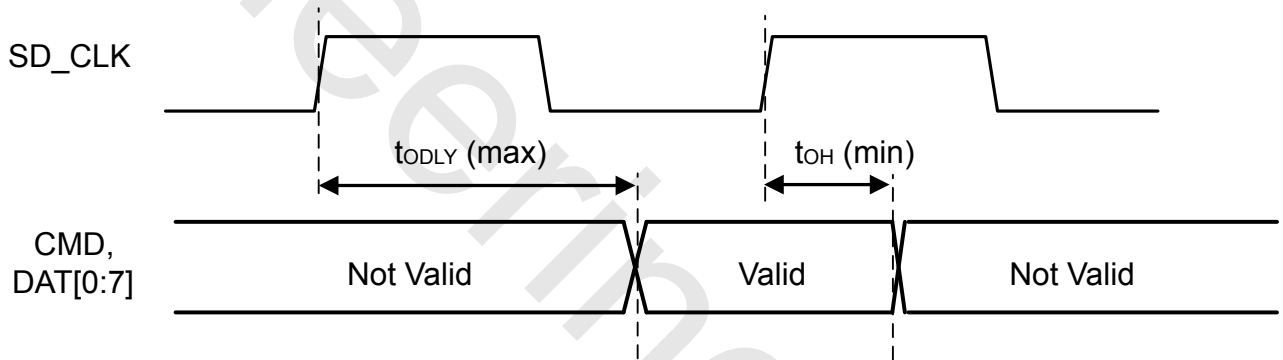 SD_CLK
tODLY (max)
tOH (min)
CMD,
DAT[0:7]
Not Valid
Valid
Not Valid